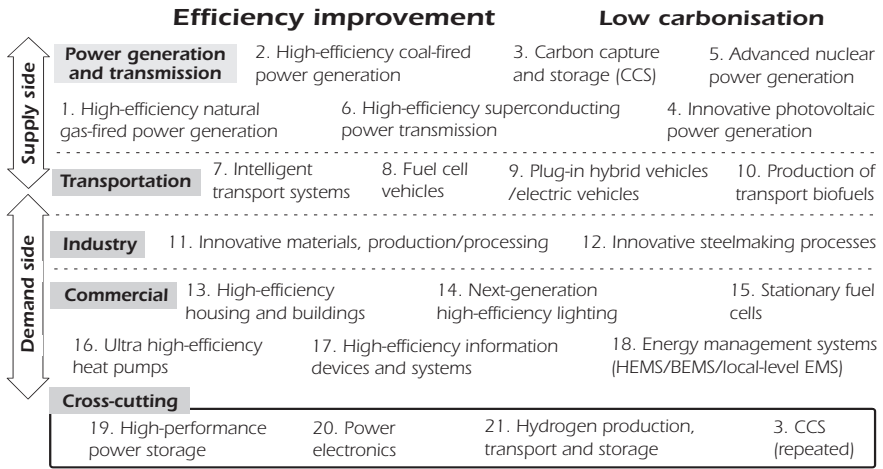 Efficiency improvement
Low carbonisation
Supply side
Power generation
and transmission
2. High-efficiency coal-fired
power generation
3. Carbon capture
and storage (CCS)
5. Advanced nuclear
power generation
1. High-efficiency natural
gas-fired power generation
6. High-efficiency superconducting
power transmission
4. Innovative photovoltaic
power generation
Transportation
7. Intelligent
transport systems
8. Fuel cell
vehicles
9. Plug-in hybrid vehicles
/electric vehicles
10. Production of
transport biofuels
Demand side
Industry
11. Innovative materials, production/processing
12. Innovative steelmaking processes
Commercial
13. High-efficiency
housing and buildings
14. Next-generation
high-efficiency lighting
15. Stationary fuel
cells
16. Ultra high-efficiency
heat pumps
17. High-efficiency information
devices and systems
18. Energy management systems
(HEMS/BEMS/local-level EMS)
Cross-cutting
19. High-performance
power storage
20. Power
electronics
21. Hydrogen production,
transport and storage
3. CCS
(repeated)